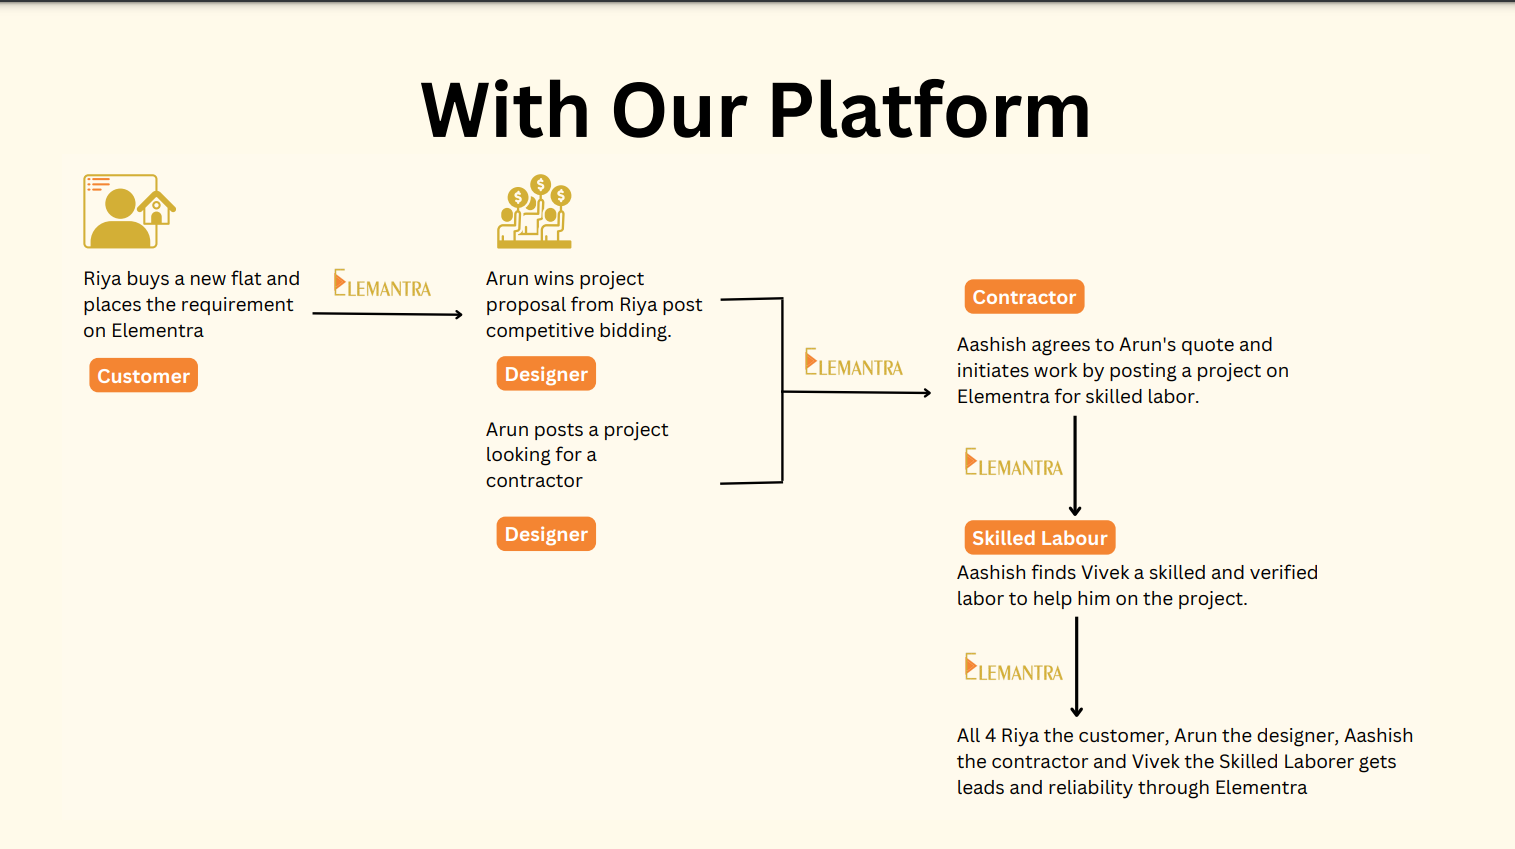 With Our Platform
Riya buys a new flat and
places the requirement
on Elementra
Customer
ELEMANTRA
Arun wins project
proposal from Riya post
competitive bidding.
Designer
Arun posts a project
looking for a
contractor
Designer
ELEMANTRA
Contractor
Aashish agrees to Arun's quote and
initiates work by posting a project on
Elementra for skilled labor.
ELEMANTRA
Skilled Labour
Aashish finds Vivek a skilled and verified
labor to help him on the project.
ELEMANTRA
All 4 Riya the customer, Arun the designer, Aashish
the contractor and Vivek the Skilled Laborer gets
leads and reliability through Elementra